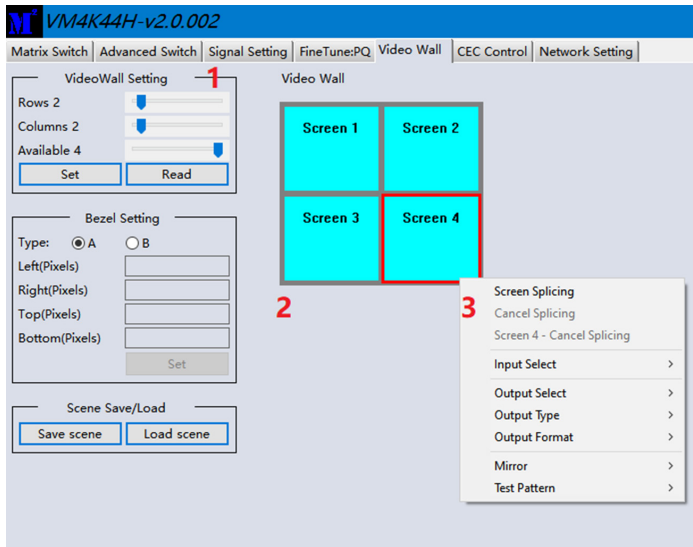 M VM4K44H-v2.0.002
Matrix Switch Advanced Switch Signal Setting FineTune:PQ Video Wall CEC Control Network Setting
VideoWall Setting 1
Rows 2
Columns 2
Available 4
Set Read
Bezel Setting
Type: A B
Left(Pixels)
Right(Pixels)
Top(Pixels)
Bottom(Pixels)
Set
Scene Save/Load
Save scene Load scene
Video Wall
Screen 1 Screen 2
Screen 3 Screen 4
2
3
Screen Splicing
Cancel Splicing
Screen 4 - Cancel Splicing
Input Select
Output Select
Output Type
Output Format
Mirror
Test Pattern